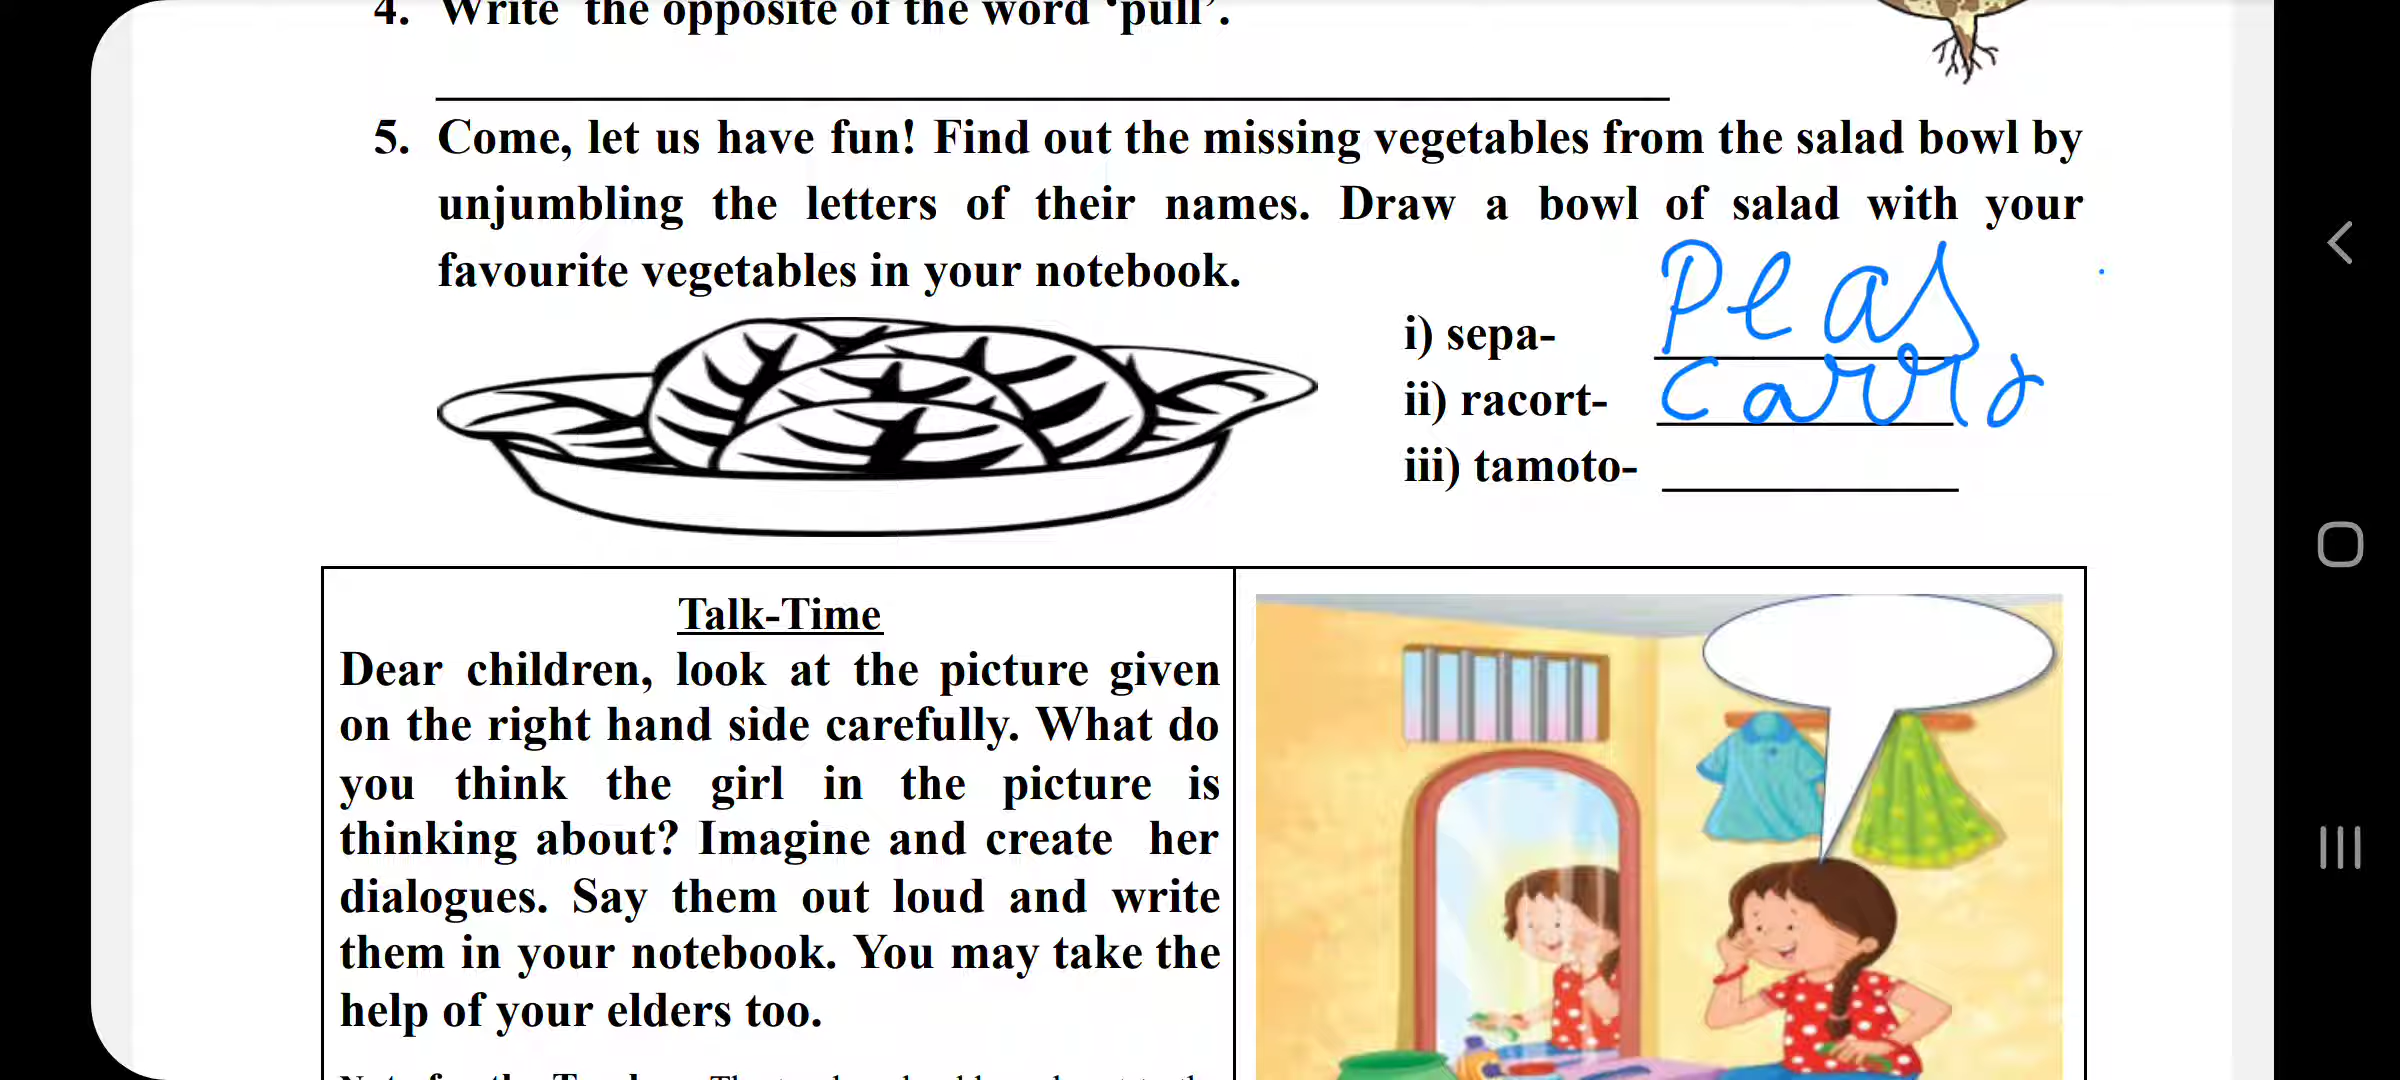 4. Write the opposite of the word 'pull'.
5. Come, let us have fun! Find out the missing vegetables from the salad bowl by
unjumbling the letters of their names. Draw a bowl of salad with your
favourite vegetables in your notebook.
i) sepa- Peas
ii) racort-
iii) tamoto-
Talk-Time
Dear children, look at the picture given
on the right hand side carefully. What do
you think the girl in the picture is
thinking about? Imagine and create her
dialogues. Say them out loud and write
them in your notebook. You may take the
help of your elders too.